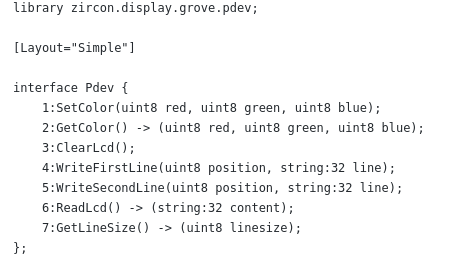 library zircon.display.grove.pdev;
[Layout="Simple"]
interface Pdev {
    1:SetColor(uint8 red, uint8 green, uint8 blue);
    2:GetColor() -> (uint8 red, uint8 green, uint8 blue);
    3:ClearLcd();
    4:WriteFirstLine(uint8 position, string:32 line);
    5:WriteSecondLine(uint8 position, string:32 line);
    6:ReadLcd() -> (string:32 content);
    7:GetLineSize() -> (uint8 linesize);
};